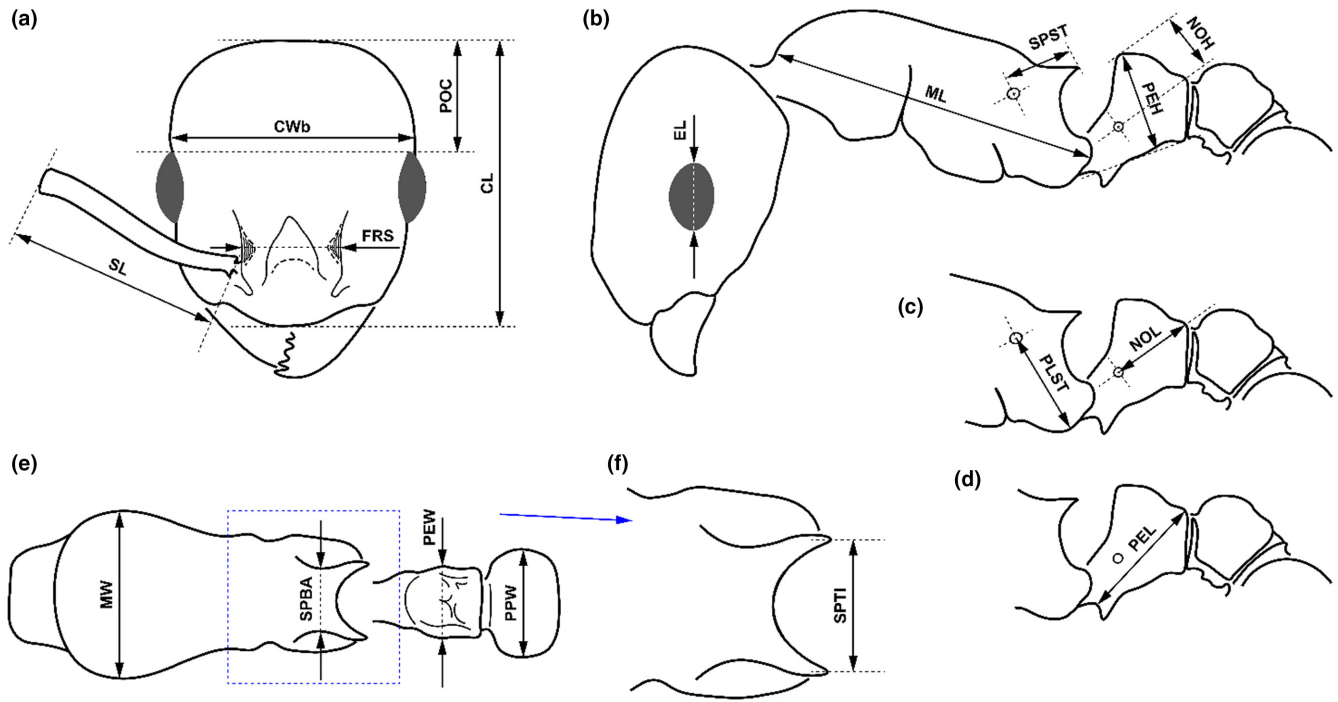 (a)
POC
CWb
CL
FRS
SL
(b)
EL
ML
SPST
NOH
PEH
(c)
PLST
NOL
(d)
PEL
(e)
MW
SPBA
PEW
PPW
(f)
SPTI